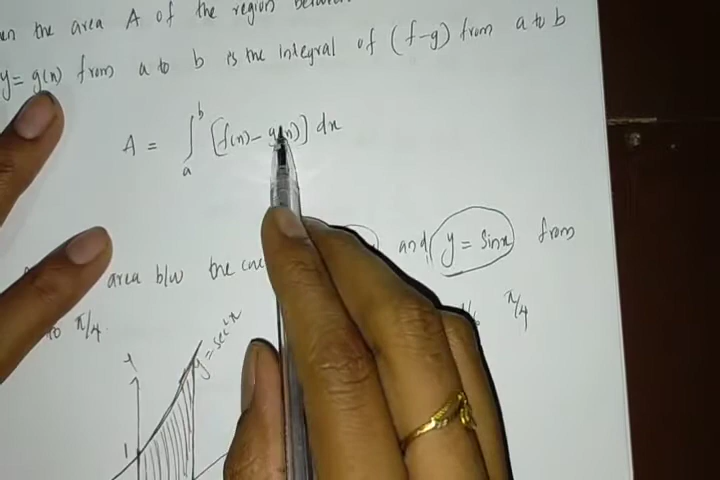 the area A of the region
y = g(x) from a to b is the integral of (f-g) from a to b
A = ∫ₐᵇ [f(x) - g(x)] dx
area b/w the and y = Sinx from
to π/4 π/4
y = sec²x
1